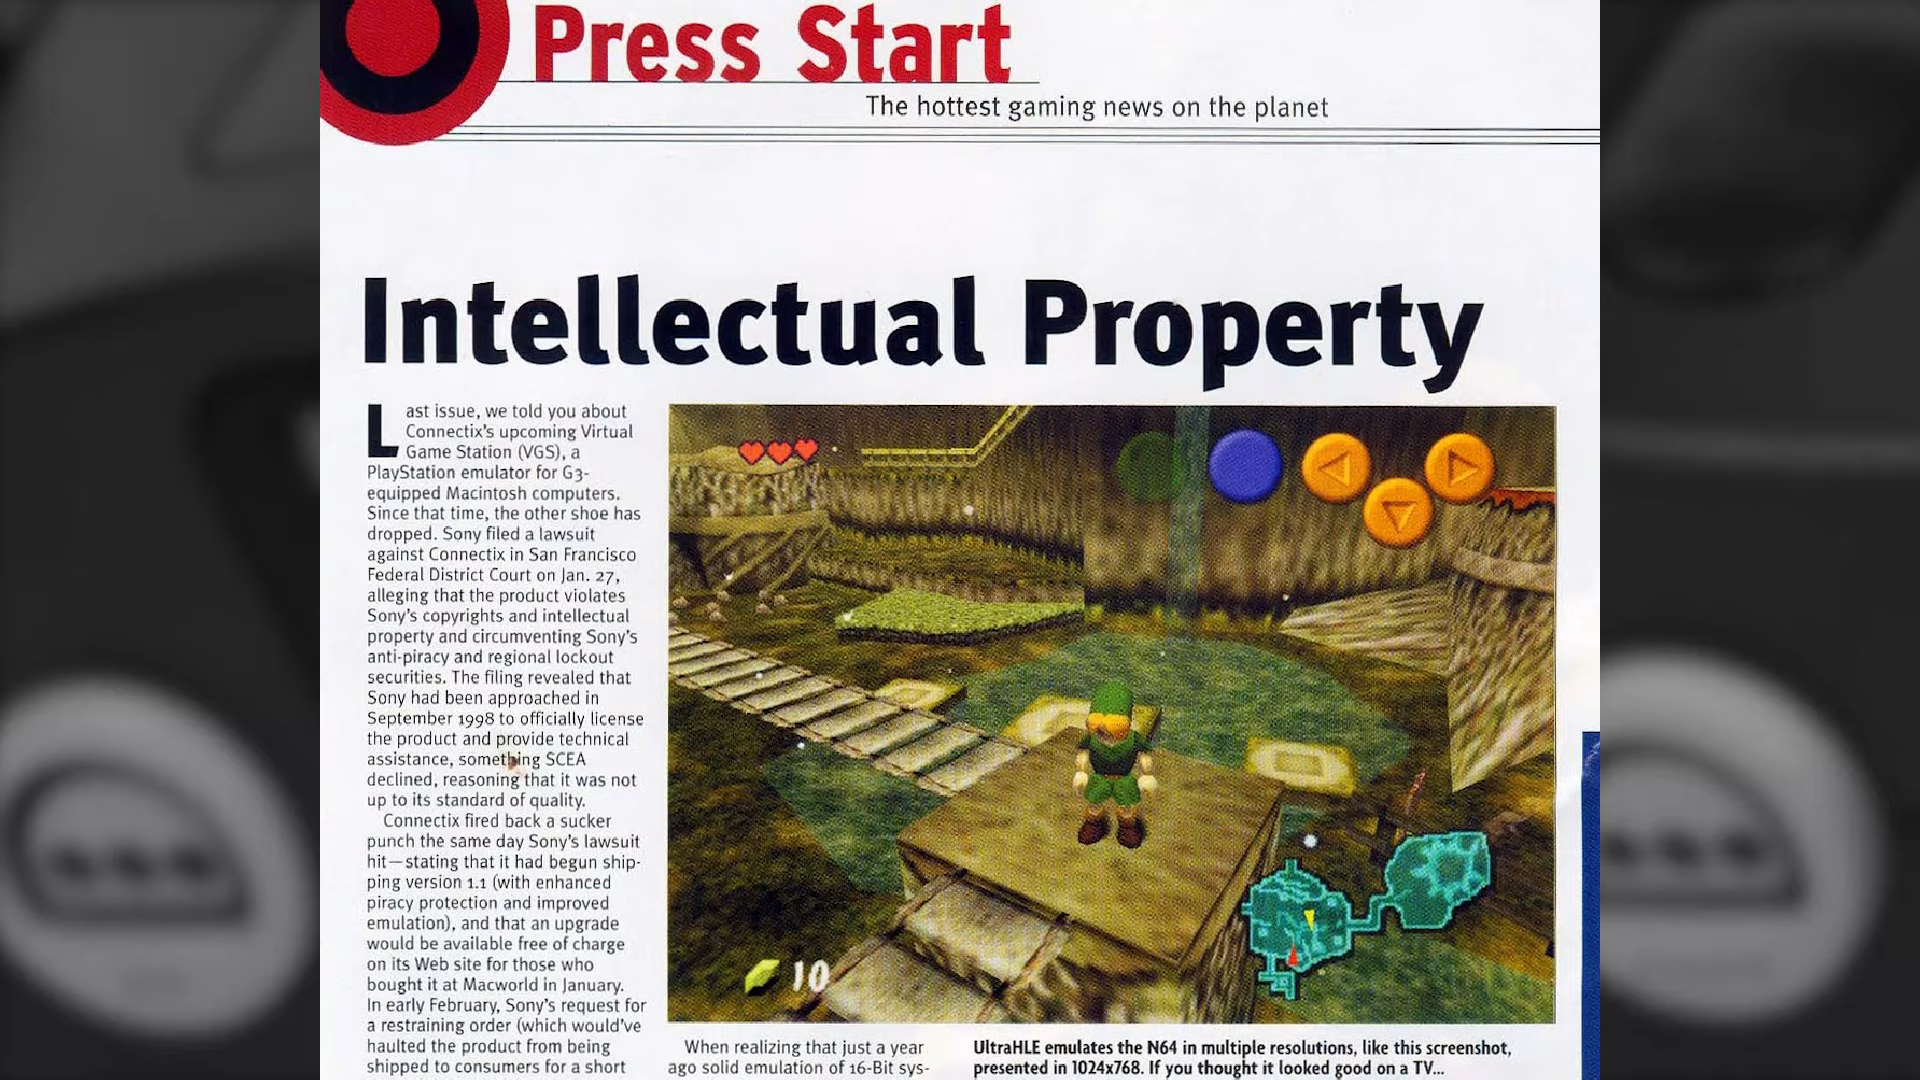 Press Start
The hottest gaming news on the planet
Intellectual Property
Last issue, we told you about
Connectix's upcoming Virtual
Game Station (VGS), a
PlayStation emulator for G3-
equipped Macintosh computers.
Since that time, the other shoe has
dropped. Sony filed a lawsuit
against Connectix in San Francisco
Federal District Court on Jan. 27,
alleging that the product violates
Sony's copyrights and intellectual
property and circumventing Sony's
anti-piracy and regional lockout
securities. The filing revealed that
Sony had been approached in
September 1998 to officially license
the product and provide technical
assistance, something SCEA
declined, reasoning that it was not
up to its standard of quality.
Connectix fired back a sucker
punch the same day Sony's lawsuit
hit—stating that it had begun ship-
ping version 1.1 (with enhanced
piracy protection and improved
emulation), and that an upgrade
would be available free of charge
on its Web site for those who
bought it at Macworld in January.
In early February, Sony's request for
a restraining order (which would've
haulted the product from being
shipped to consumers for a short
10
When realizing that just a year
ago solid emulation of 16-Bit sys-
UltraHLE emulates the N64 in multiple resolutions, like this screenshot,
presented in 1024x768. If you thought it looked good on a TV...